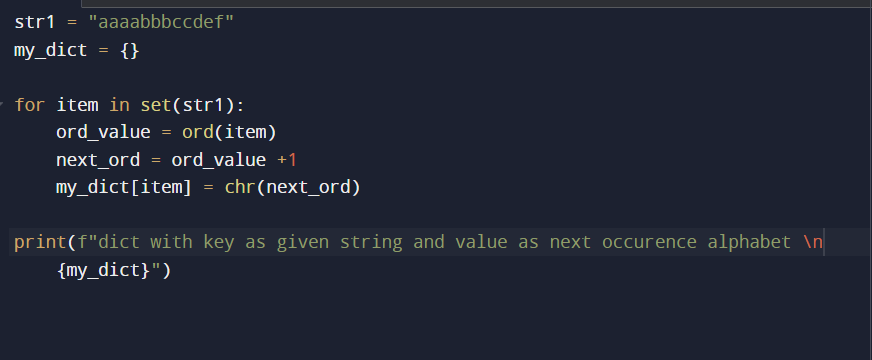 str1 = "aaaabbbccdef"
my_dict = {}
for item in set(str1):
    ord_value = ord(item)
    next_ord = ord_value +1
    my_dict[item] = chr(next_ord)
print(f"dict with key as given string and value as next occurence alphabet \n
    {my_dict}")